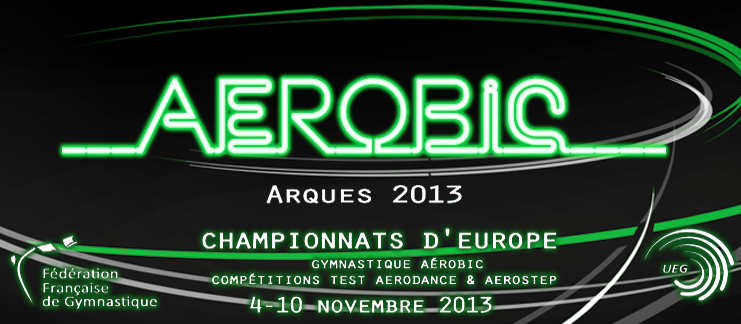 AEROBIC
ARQUES 2013
CHAMPIONNATS D'EUROPE
GYMNASTIQUE AÉROBIC
COMPÉTITIONS TEST AERODANCE & AEROSTEP
4-10 NOVEMBRE 2013
Fédération
Française
de Gymnastique
UEG